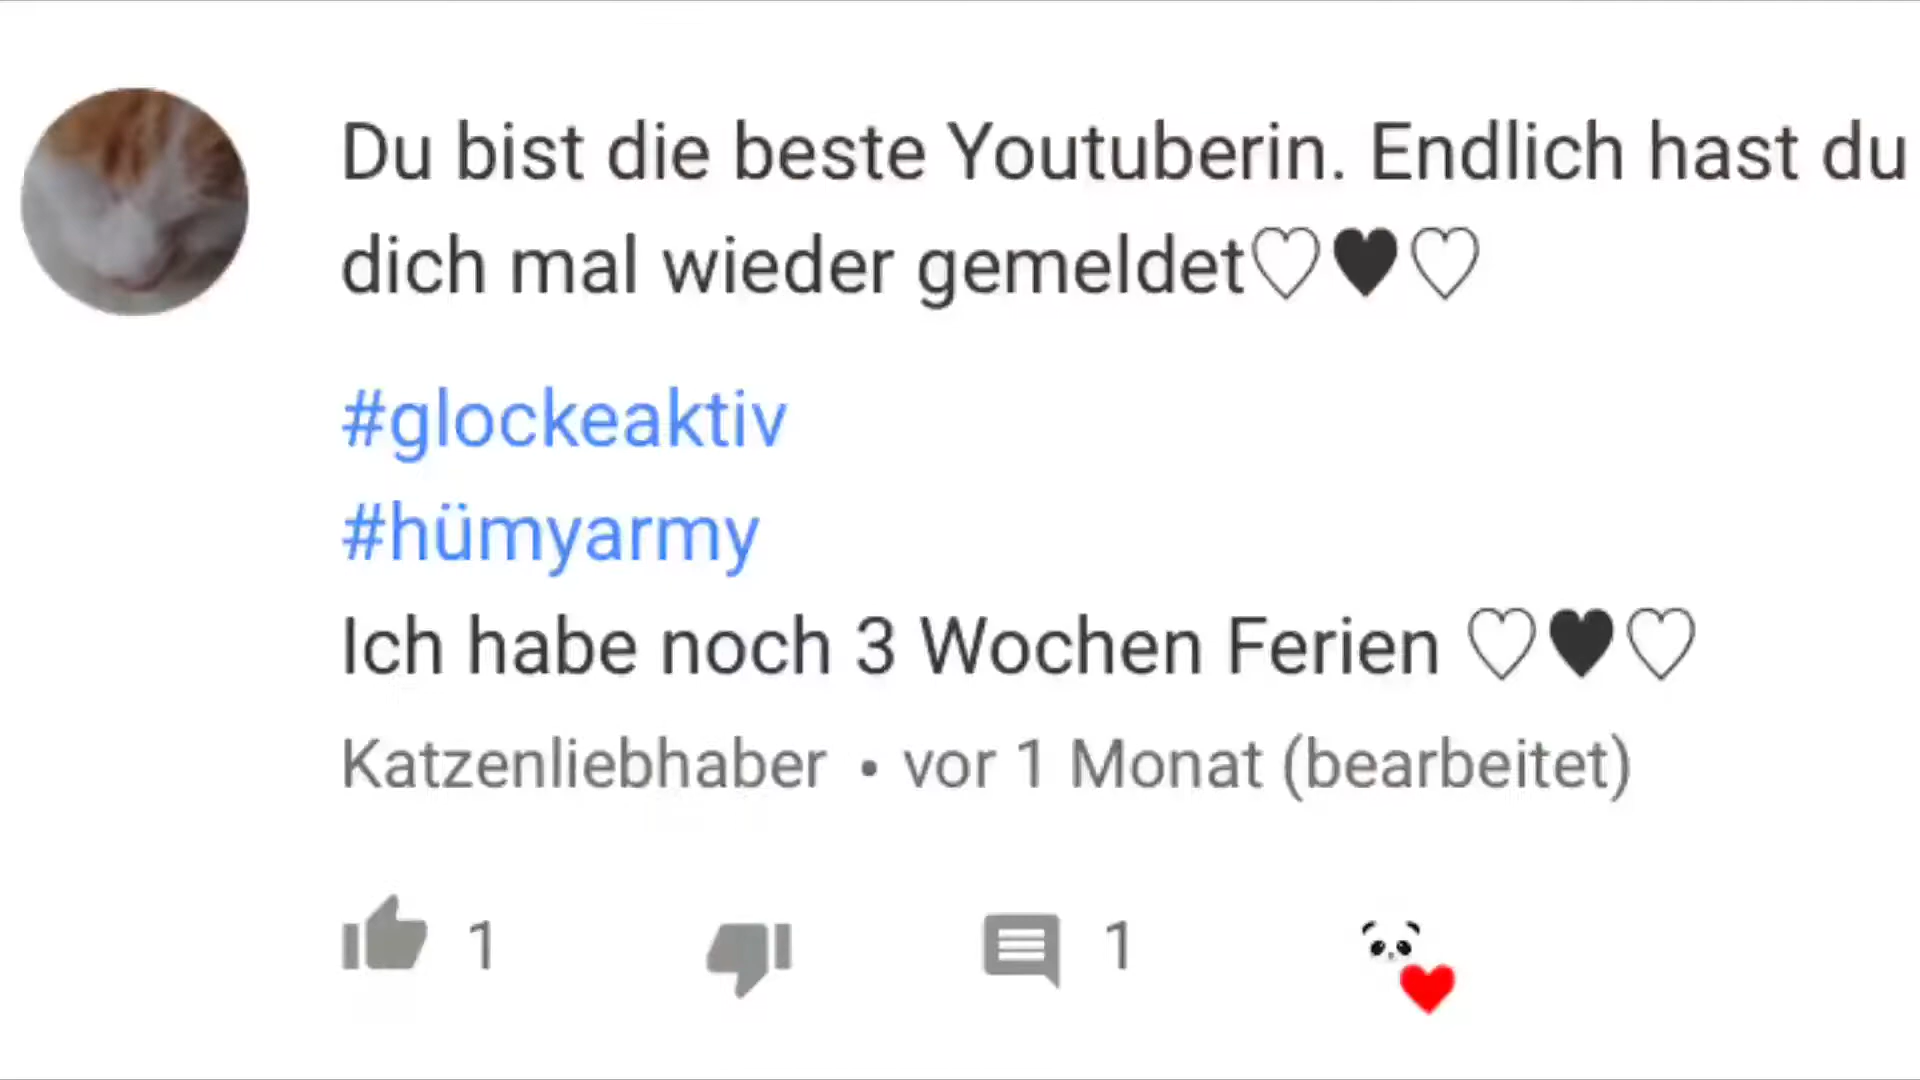 Du bist die beste Youtuberin. Endlich hast du
dich mal wieder gemeldet♡♥♡
#glockeaktiv
#hümyarmy
Ich habe noch 3 Wochen Ferien ♡♥♡
Katzenliebhaber • vor 1 Monat (bearbeitet)
1 1